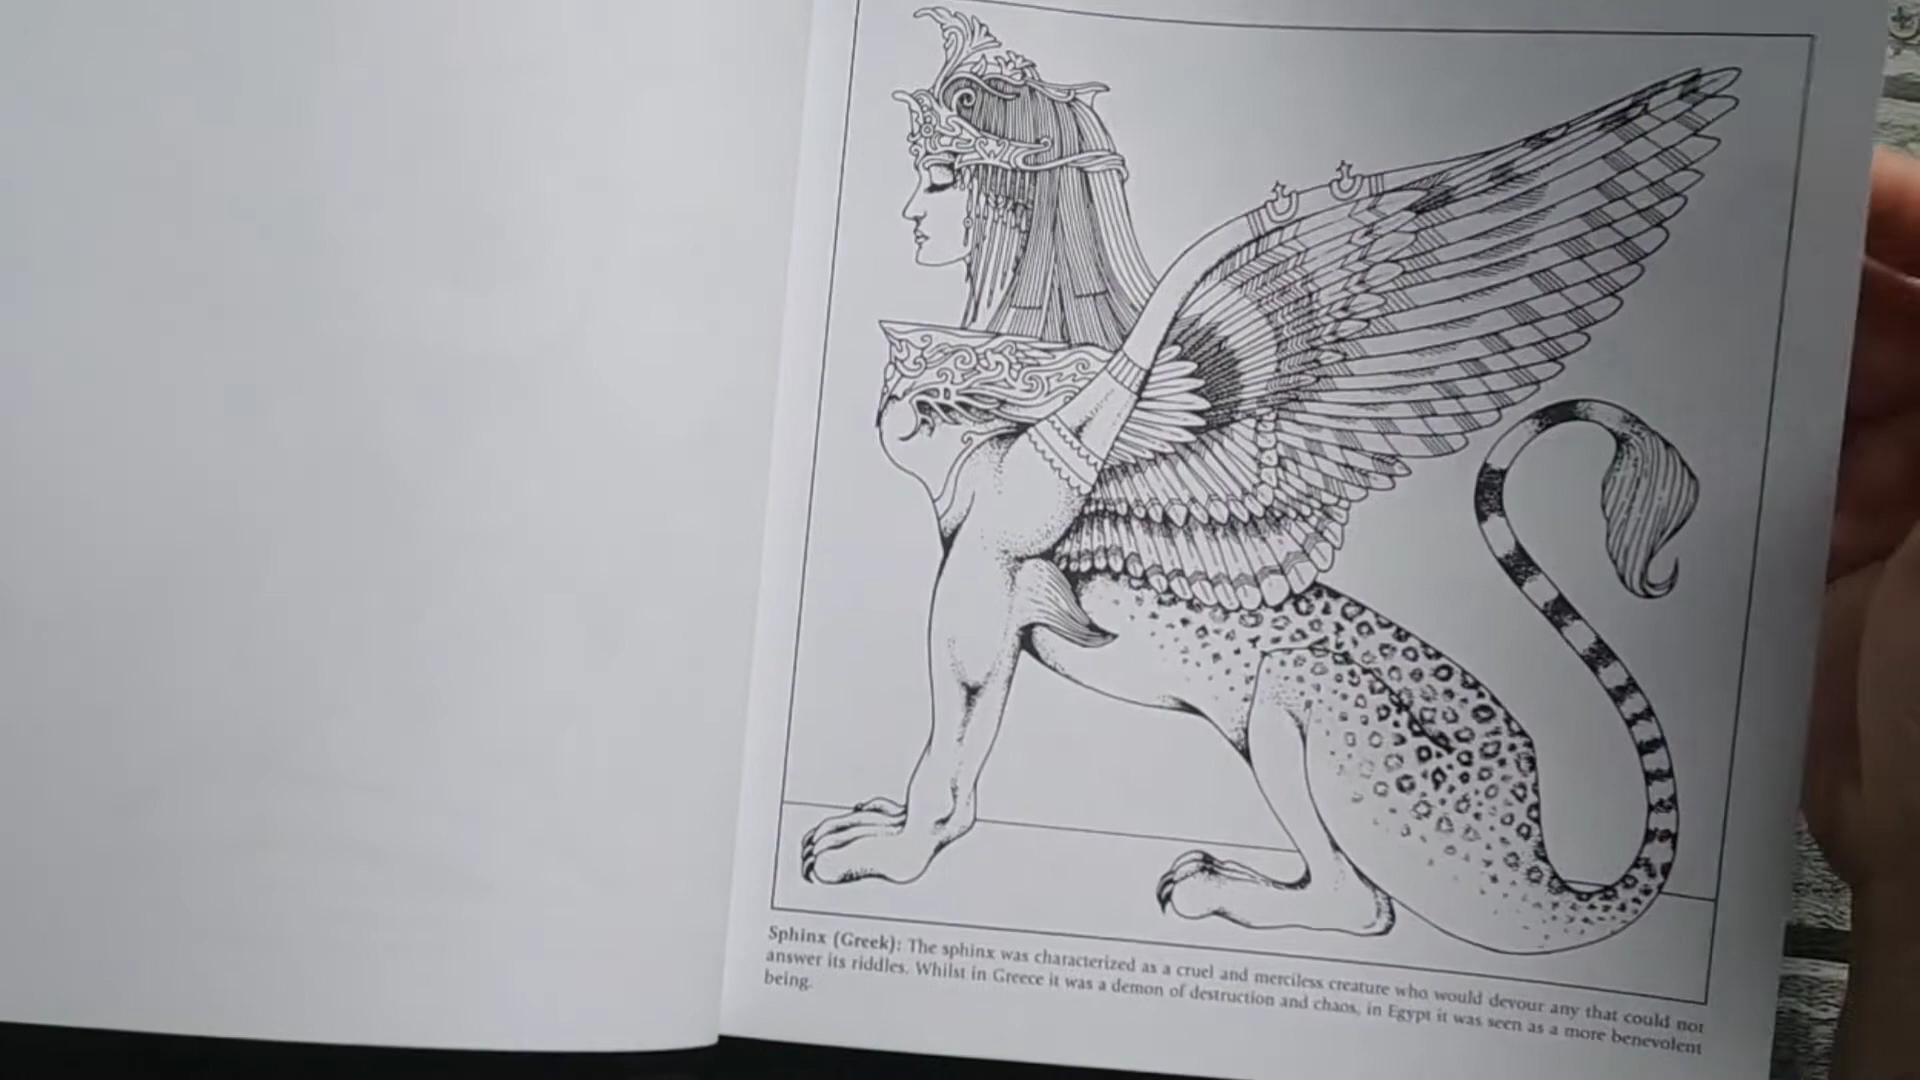 Sphinx (Greek): The sphinx was characterized as a cruel and merciless creature who would devour any that could not
answer its riddles. Whilst in Greece it was a demon of destruction and chaos, in Egypt it was seen as a more benevolent
being.